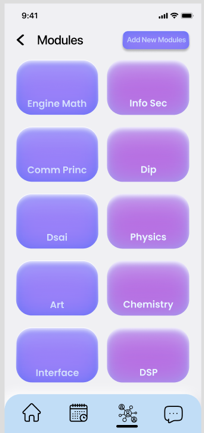 9:41
Modules
Add New Modules
Engine Math
Info Sec
Comm Princ
Dip
Dsai
Physics
Art
Chemistry
Interface
DSP